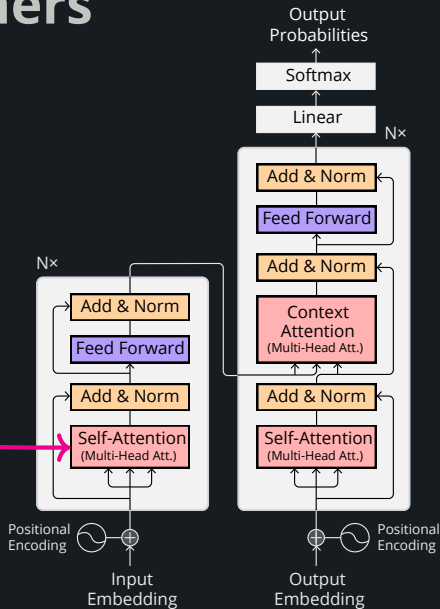 Output
Probabilities
Softmax
Linear
N×
Add & Norm
Feed Forward
Add & Norm
Context
Attention
(Multi-Head Att.)
Add & Norm
Self-Attention
(Multi-Head Att.)
Positional
Encoding
Output
Embedding
N×
Add & Norm
Feed Forward
Add & Norm
Self-Attention
(Multi-Head Att.)
Positional
Encoding
Input
Embedding